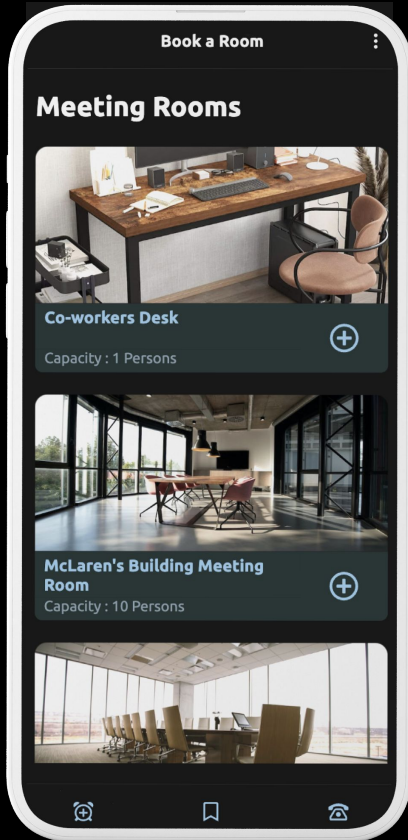 Book a Room
Meeting Rooms
Co-workers Desk
Capacity : 1 Persons
McLaren's Building Meeting
Room
Capacity : 10 Persons